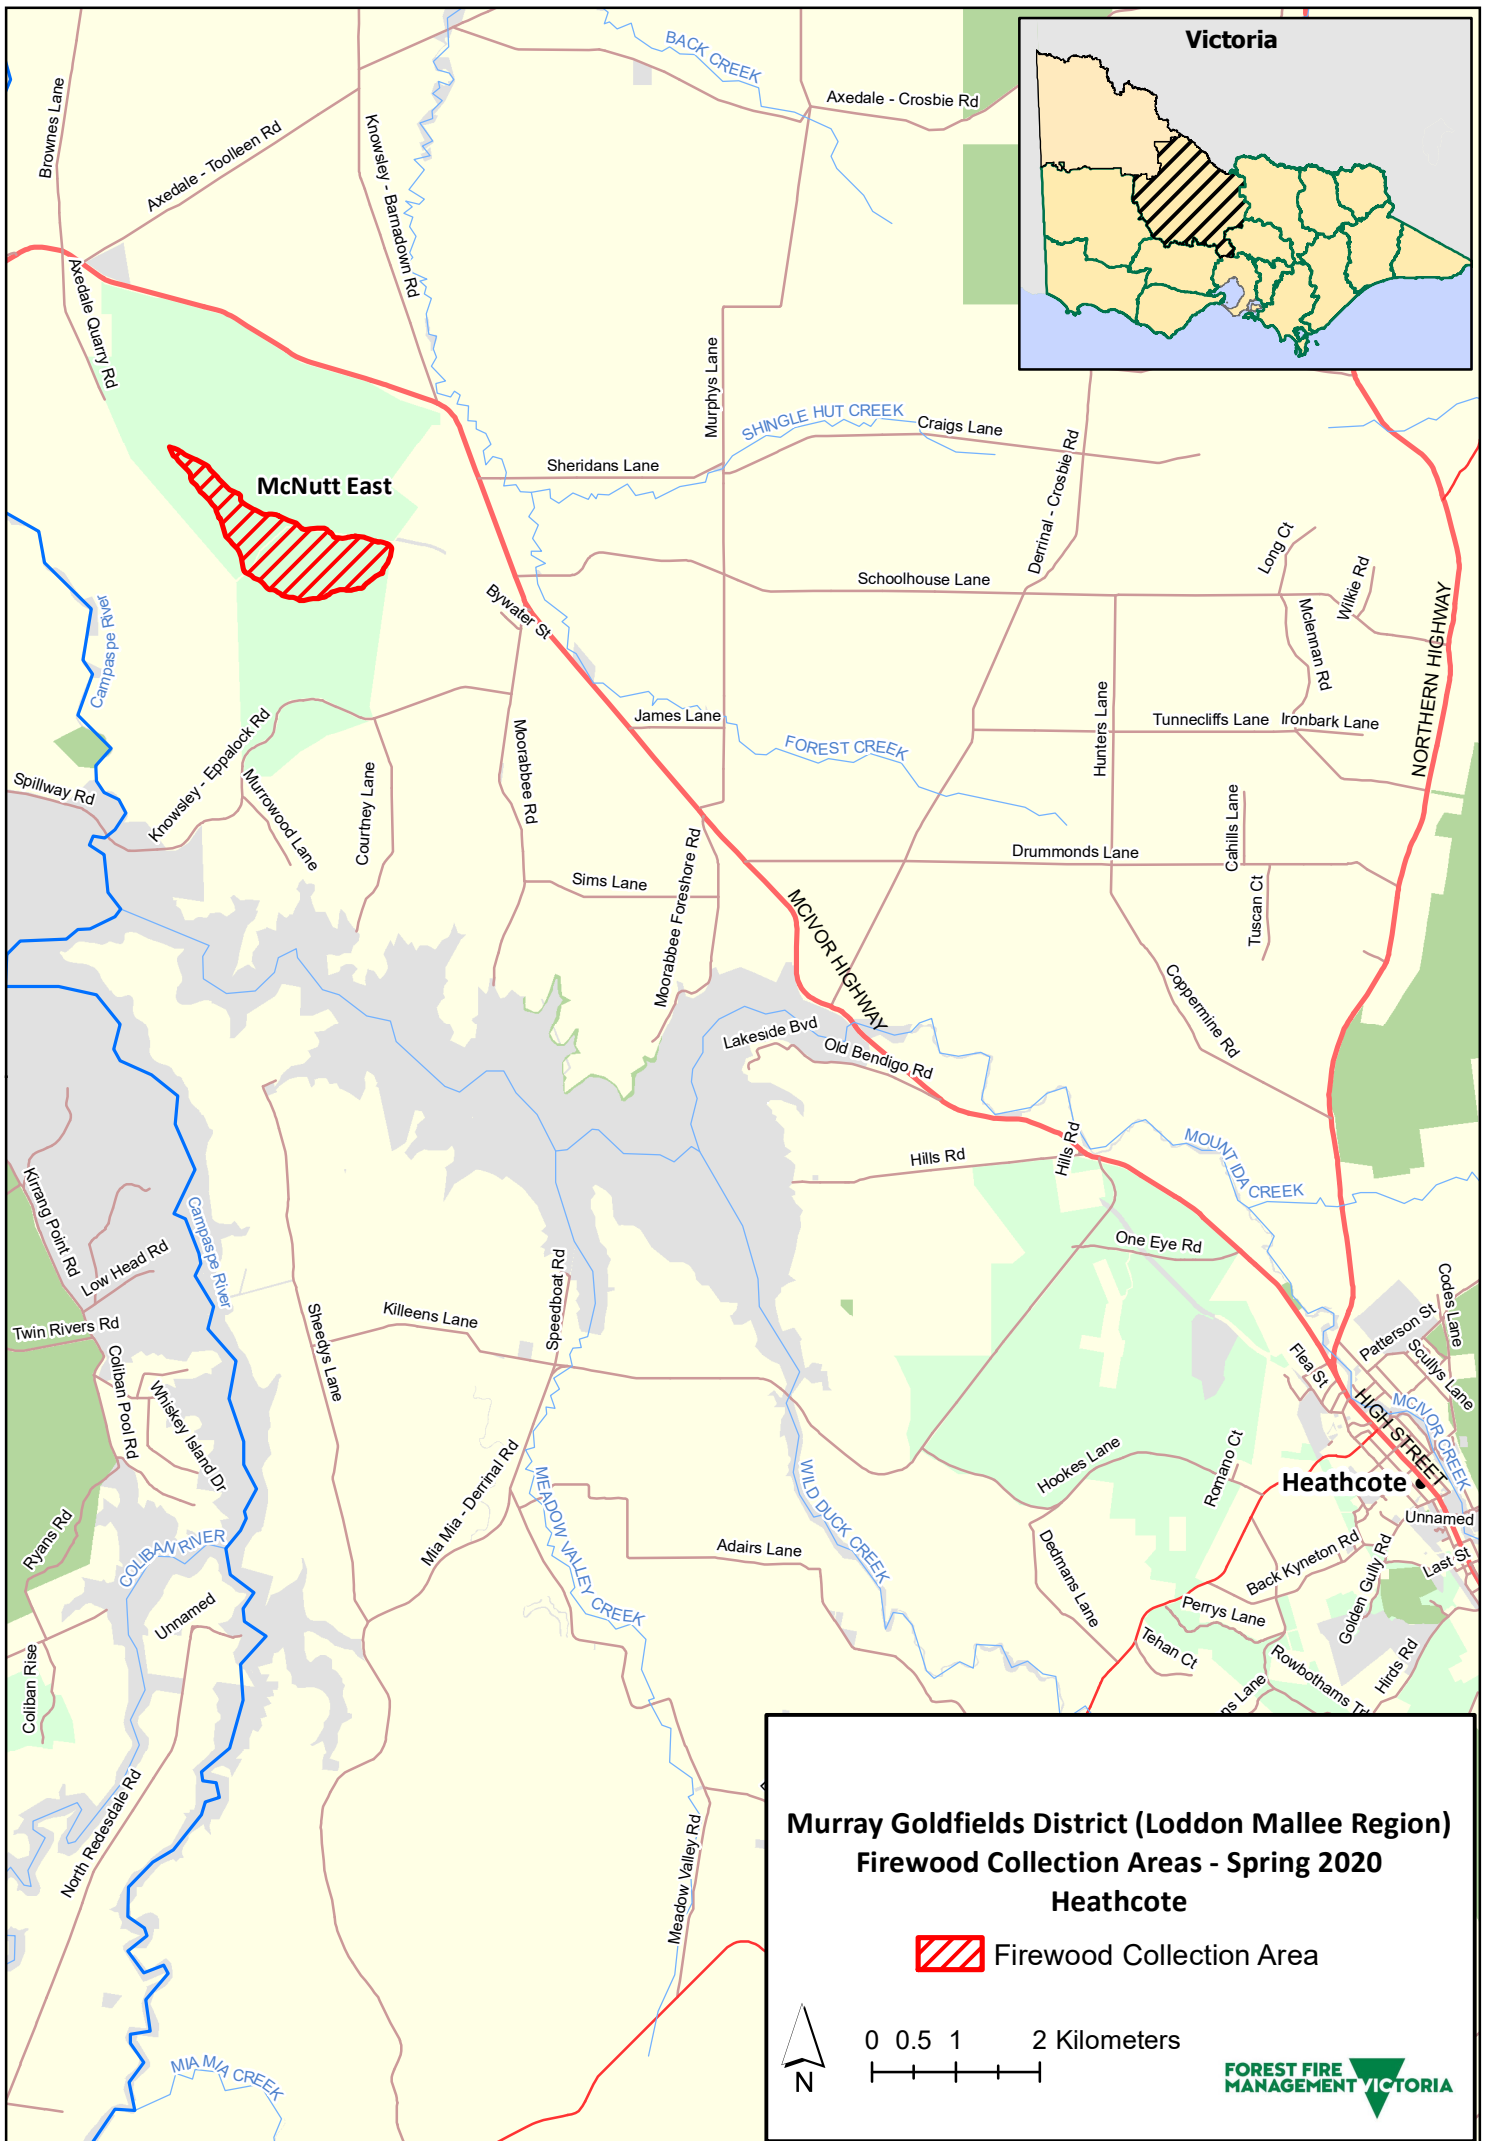 Victoria
BACK CREEK
Axedale - Crosbie Rd
Brownes Lane
Axedale - Toolleen Rd
Knowsley - Barnadown Rd
Axedale Quarry Rd
Murphys Lane
SHINGLE HUT CREEK
Craigs Lane
Sheridans Lane
Derrinal - Crosbie Rd
McNutt East
Long Ct
Schoolhouse Lane
Wilkie Rd
Bywater St
Campaspe River
Mclennan Rd
NORTHERN HIGHWAY
James Lane
Hunters Lane
Tunnecliffs Lane
Ironbark Lane
FOREST CREEK
Knowsley - Eppalock Rd
Moorabbee Rd
Spillway Rd
Murrowood Lane
Courtney Lane
Cahills Lane
Drummonds Lane
Sims Lane
Moorabbee Foreshore Rd
MCIVOR HIGHWAY
Tuscan Ct
Coppermine Rd
Lakeside Bvd
Old Bendigo Rd
Hills Rd
Hills Rd
MOUNT IDA
CREEK
Kirrang Point Rd
Low Head Rd
Campaspe River
One Eye Rd
Twin Rivers Rd
Sheedys Lane
Killeens Lane
Speedboat Rd
Codes Lane
Patterson St
Scullys Lane
Flea St
Coliban Pool Rd
Whiskey Island Dr
HIGH STREET
MCIVOR CREEK
Hookes Lane
Romano Ct
Heathcote
Mia Mia - Derrinal Rd
MEADOW VALLEY CREEK
WILD DUCK CREEK
Unnamed
Ryans Rd
COLIBAN RIVER
Adairs Lane
Dedmans Lane
Back Kyneton Rd
Golden Gully Rd
Last St
Unnamed
Perrys Lane
Tehan Ct
Coliban Rise
Rowbothams Trl
Hirds Rd
ns Lane
North Redesdale Rd
Meadow Valley Rd
MIA MIA CREEK
Murray Goldfields District (Loddon Mallee Region)
Firewood Collection Areas - Spring 2020
Heathcote
Firewood Collection Area
0 0.5 1 2 Kilometers
N
FOREST FIRE
MANAGEMENT VICTORIA